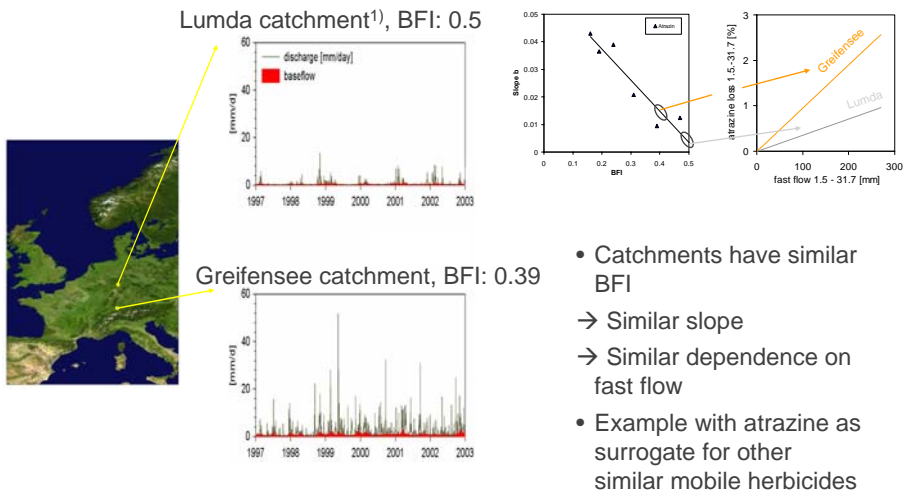 Lumda catchment1), BFI: 0.5
60
discharge [mm/day]
baseflow
40
[mm/d]
20
0
1997 1998 1999 2000 2001 2002 2003
Greifensee catchment, BFI: 0.39
60
40
[mm/d]
20
0
1997 1998 1999 2000 2001 2002 2003
0.05
Atrazin
0.04
0.03
Slope b
0.02
0.01
0
0 0.1 0.2 0.3 0.4 0.5
BFI
3
atrazine loss 1.5.-31.7 [%]
2
Greifensee
1
Lumda
0
0 100 200 300
fast flow 1.5 - 31.7 [mm]
• Catchments have similar
BFI
→ Similar slope
→ Similar dependence on
fast flow
• Example with atrazine as
surrogate for other
similar mobile herbicides